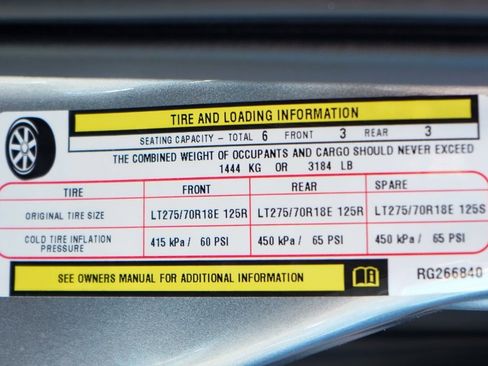 TIRE AND LOADING INFORMATION
SEATING CAPACITY - TOTAL 6 FRONT 3 REAR 3
THE COMBINED WEIGHT OF OCCUPANTS AND CARGO SHOULD NEVER EXCEED
1444 KG OR 3184 LB
TIRE FRONT REAR SPARE
ORIGINAL TIRE SIZE LT275/70R18E 125R LT275/70R18E 125R LT275/70R18E 125S
COLD TIRE INFLATION PRESSURE 415 kPa / 60 PSI 450 kPa / 65 PSI 450 kPa / 65 PSI
SEE OWNERS MANUAL FOR ADDITIONAL INFORMATION RG266840